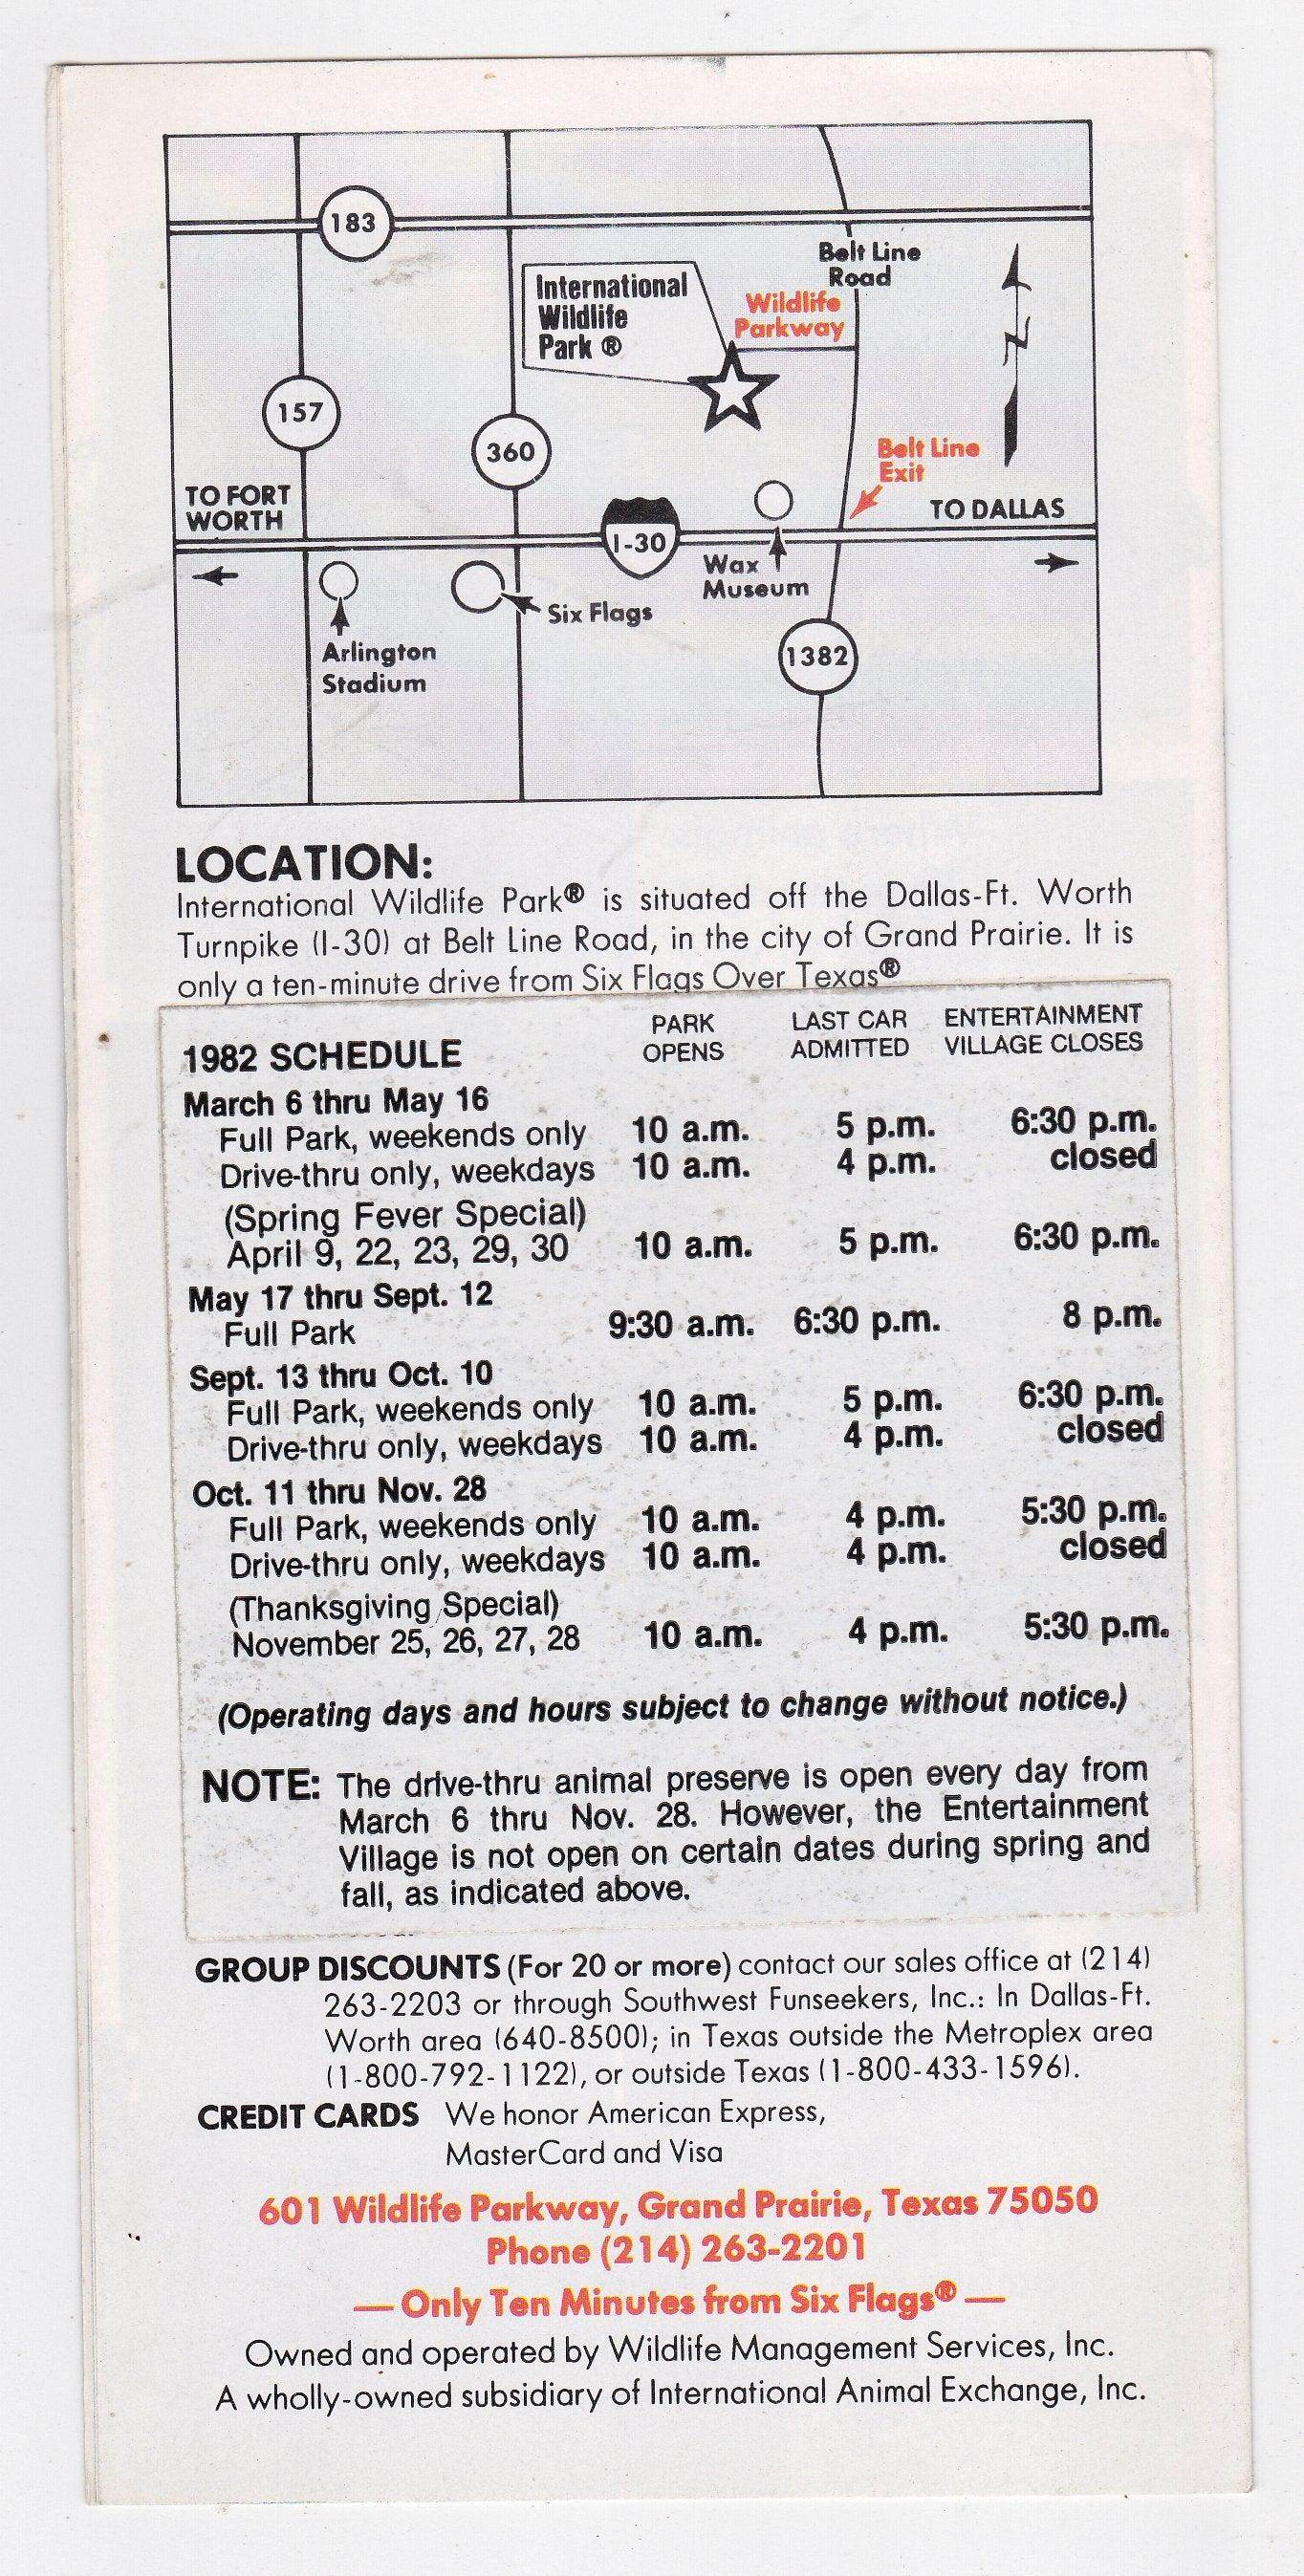 183
Belt Line
Road
International
Wildlife
Park ®
Wildlife
Parkway
157
360
Belt Line
Exit
TO FORT
WORTH
TO DALLAS
I-30
Wax
Museum
Six Flags
Arlington
Stadium
1382
N
LOCATION:
International Wildlife Park® is situated off the Dallas-Ft. Worth
Turnpike (I-30) at Belt Line Road, in the city of Grand Prairie. It is
only a ten-minute drive from Six Flags Over Texas®
PARK LAST CAR ENTERTAINMENT
1982 SCHEDULE OPENS ADMITTED VILLAGE CLOSES
March 6 thru May 16
Full Park, weekends only 10 a.m. 5 p.m. 6:30 p.m.
Drive-thru only, weekdays 10 a.m. 4 p.m. closed
(Spring Fever Special)
April 9, 22, 23, 29, 30 10 a.m. 5 p.m. 6:30 p.m.
May 17 thru Sept. 12
Full Park 9:30 a.m. 6:30 p.m. 8 p.m.
Sept. 13 thru Oct. 10
Full Park, weekends only 10 a.m. 5 p.m. 6:30 p.m.
Drive-thru only, weekdays 10 a.m. 4 p.m. closed
Oct. 11 thru Nov. 28
Full Park, weekends only 10 a.m. 4 p.m. 5:30 p.m.
Drive-thru only, weekdays 10 a.m. 4 p.m. closed
(Thanksgiving Special)
November 25, 26, 27, 28 10 a.m. 4 p.m. 5:30 p.m.
(Operating days and hours subject to change without notice.)
NOTE: The drive-thru animal preserve is open every day from
March 6 thru Nov. 28. However, the Entertainment
Village is not open on certain dates during spring and
fall, as indicated above.
GROUP DISCOUNTS (For 20 or more) contact our sales office at (214)
263-2203 or through Southwest Funseekers, Inc.: In Dallas-Ft.
Worth area (640-8500); in Texas outside the Metroplex area
(1-800-792-1122), or outside Texas (1-800-433-1596).
CREDIT CARDS We honor American Express,
MasterCard and Visa
601 Wildlife Parkway, Grand Prairie, Texas 75050
Phone (214) 263-2201
— Only Ten Minutes from Six Flags® —
Owned and operated by Wildlife Management Services, Inc.
A wholly-owned subsidiary of International Animal Exchange, Inc.